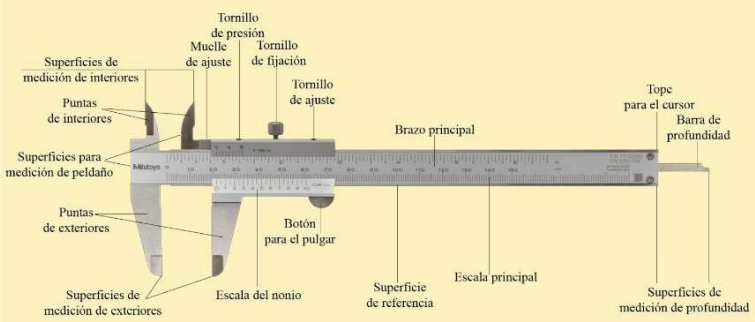 Tornillo
de presión
Muelle
de ajuste
Tornillo
de fijación
Superficies de
medición de interiores
Tornillo
de ajuste
Puntas
de interiores
Tope
para el cursor
Barra de
profundidad
Brazo principal
Superficies para
medición de peldaño
Mitutoyo
Puntas
de exteriores
Botón
para el pulgar
Superficies de
medición de exteriores
Escala del nonio
Superficie
de referencia
Escala principal
Superficies de
medición de profundidad